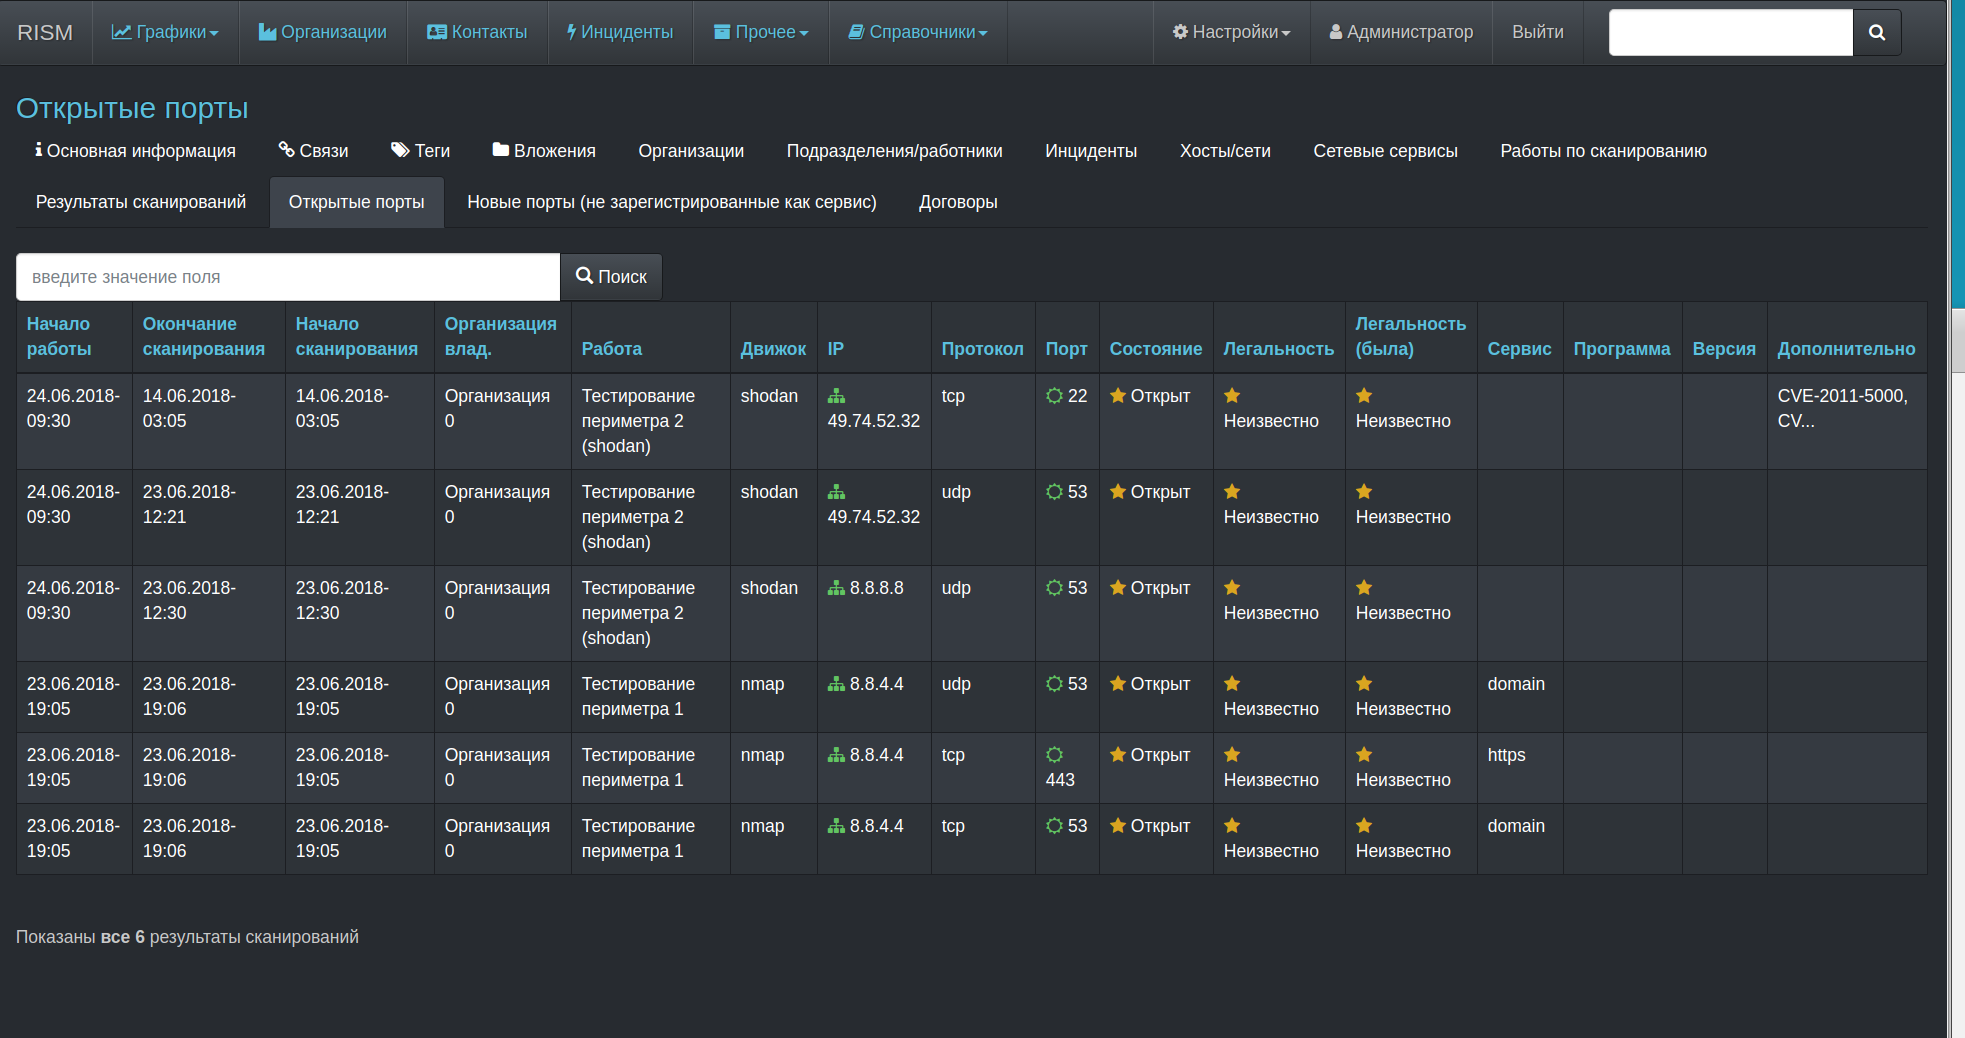 RISM Графики Организации Контакты Инциденты Прочее Справочники Настройки Администратор Выйти
Открытые порты
Основная информация Связи Теги Вложения Организации Подразделения/работники Инциденты Хосты/сети Сетевые сервисы Работы по сканированию
Результаты сканирований Открытые порты Новые порты (не зарегистрированные как сервис) Договоры
введите значение поля Поиск
Начало Окончание Начало Организация Легальность
работы сканирования сканирования влад. Работа Движок IP Протокол Порт Состояние Легальность (была) Сервис Программа Версия Дополнительно
24.06.2018- 14.06.2018- 14.06.2018- Организация Тестирование shodan tcp 22 Открыт CVE-2011-5000,
09:30 03:05 03:05 0 периметра 2 49.74.52.32 Неизвестно Неизвестно CV...
(shodan)
24.06.2018- 23.06.2018- 23.06.2018- Организация Тестирование shodan udp 53 Открыт
09:30 12:21 12:21 0 периметра 2 49.74.52.32 Неизвестно Неизвестно
(shodan)
24.06.2018- 23.06.2018- 23.06.2018- Организация Тестирование shodan 8.8.8.8 udp 53 Открыт
09:30 12:30 12:30 0 периметра 2 Неизвестно Неизвестно
(shodan)
23.06.2018- 23.06.2018- 23.06.2018- Организация Тестирование nmap 8.8.4.4 udp 53 Открыт domain
19:05 19:06 19:05 0 периметра 1 Неизвестно Неизвестно
23.06.2018- 23.06.2018- 23.06.2018- Организация Тестирование nmap 8.8.4.4 tcp Открыт https
19:05 19:06 19:05 0 периметра 1 443 Неизвестно Неизвестно
23.06.2018- 23.06.2018- 23.06.2018- Организация Тестирование nmap 8.8.4.4 tcp 53 Открыт domain
19:05 19:06 19:05 0 периметра 1 Неизвестно Неизвестно
Показаны все 6 результаты сканирований